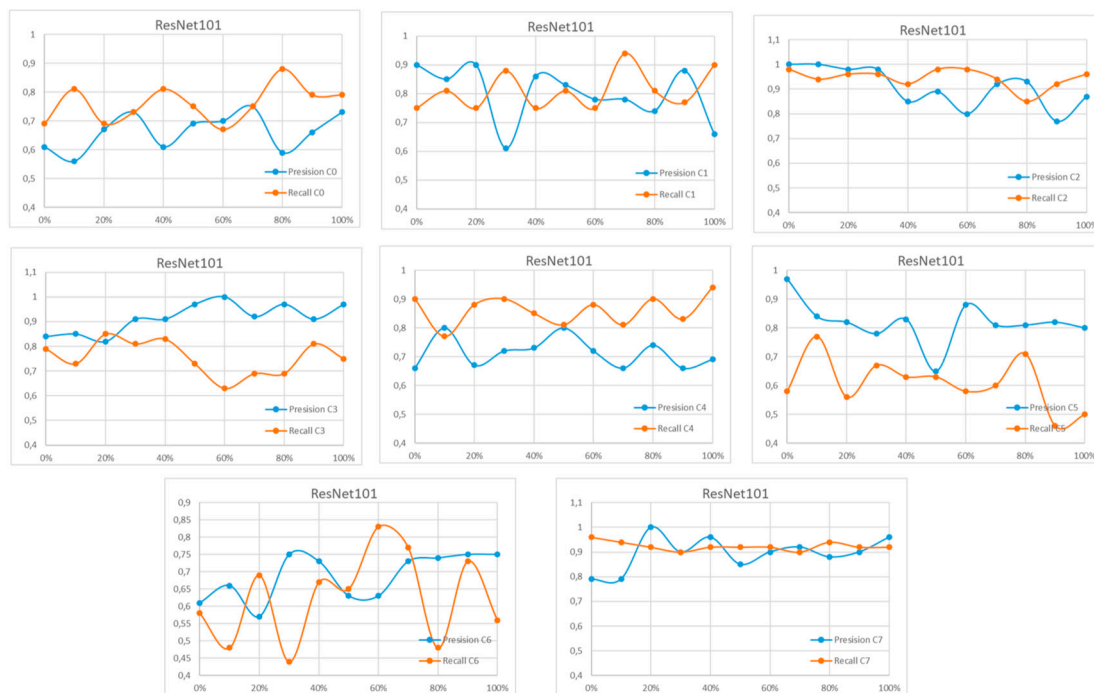 ResNet101
1
0,9
0,8
0,7
0,6
0,5
0,4
0% 20% 40% 60% 80% 100%
Presision C0
Recall C0
ResNet101
1
0,9
0,8
0,7
0,6
0,5
0,4
0% 20% 40% 60% 80% 100%
Presision C1
Recall C1
ResNet101
1,1
1
0,9
0,8
0,7
0,6
0,5
0,4
0% 20% 40% 60% 80% 100%
Presision C2
Recall C2
ResNet101
1,1
1
0,9
0,8
0,7
0,6
0,5
0,4
0% 20% 40% 60% 80% 100%
Presision C3
Recall C3
ResNet101
1
0,9
0,8
0,7
0,6
0,5
0,4
0% 20% 40% 60% 80% 100%
Presision C4
Recall C4
ResNet101
1
0,9
0,8
0,7
0,6
0,5
0,4
0% 20% 40% 60% 80% 100%
Presision C5
Recall C5
ResNet101
0,9
0,85
0,8
0,75
0,7
0,65
0,6
0,55
0,5
0,45
0,4
0% 20% 40% 60% 80% 100%
Presision C6
Recall C6
ResNet101
1,1
1
0,9
0,8
0,7
0,6
0,5
0,4
0% 20% 40% 60% 80% 100%
Presision C7
Recall C7